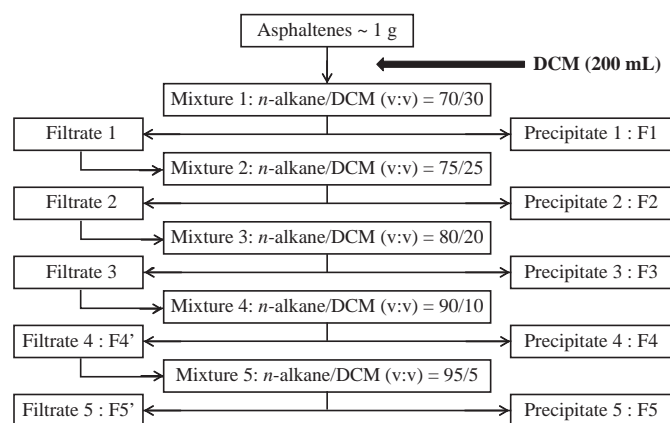 Asphaltenes ~ 1 g
DCM (200 mL)
Mixture 1: n-alkane/DCM (v:v) = 70/30
Filtrate 1
Precipitate 1 : F1
Mixture 2: n-alkane/DCM (v:v) = 75/25
Filtrate 2
Precipitate 2 : F2
Mixture 3: n-alkane/DCM (v:v) = 80/20
Filtrate 3
Precipitate 3 : F3
Mixture 4: n-alkane/DCM (v:v) = 90/10
Filtrate 4 : F4’
Precipitate 4 : F4
Mixture 5: n-alkane/DCM (v:v) = 95/5
Filtrate 5 : F5’
Precipitate 5 : F5